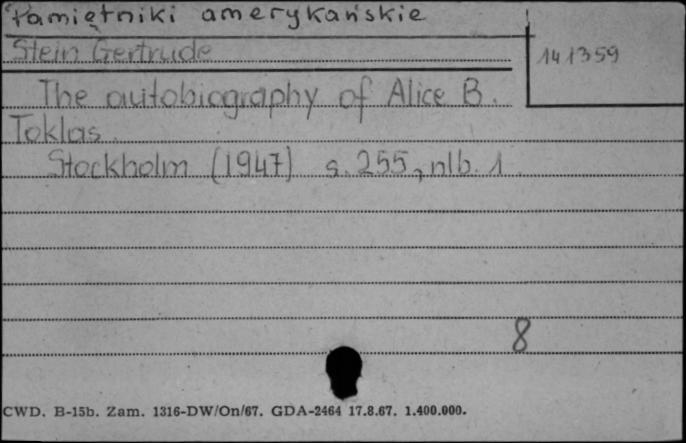 Pamiętniki amerykańskie
Stein Gertrude
141359
The autobiography of Alice B.
Toklas.
Stockholm (1947) s. 255, nlb. 1.
8
CWD. B-15b. Zam. 1316-DW/On/67. GDA-2464 17.8.67. 1.400.000.